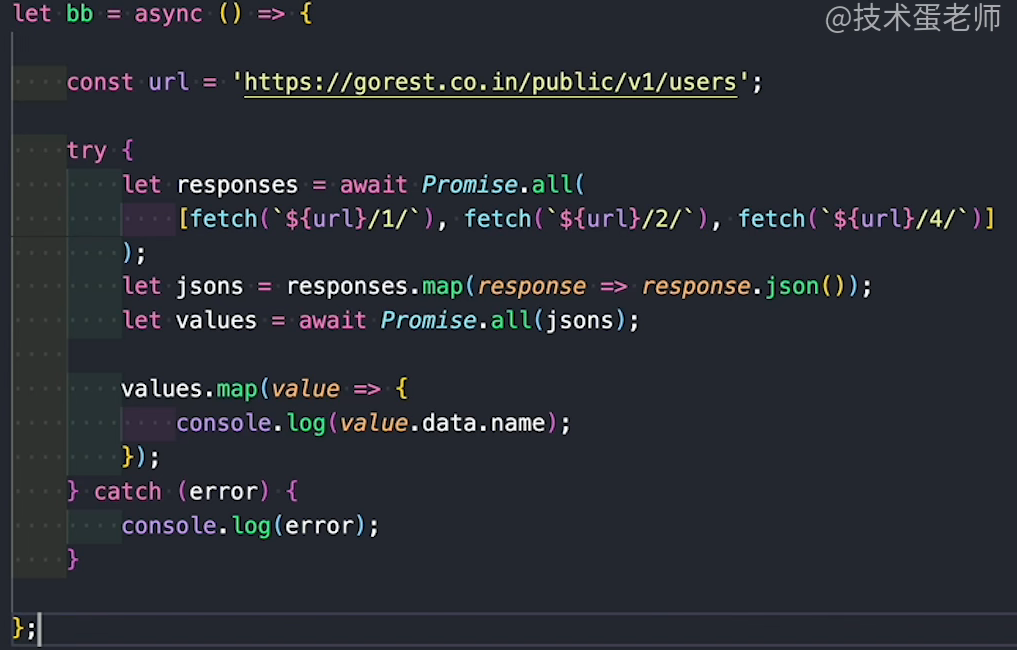 let bb = async () => {
@技术蛋老师
const url = 'https://gorest.co.in/public/v1/users';
try {
let responses = await Promise.all(
[fetch(`${url}/1/`), fetch(`${url}/2/`), fetch(`${url}/4/`)]
);
let jsons = responses.map(response => response.json());
let values = await Promise.all(jsons);
values.map(value => {
console.log(value.data.name);
});
} catch (error) {
console.log(error);
}
};